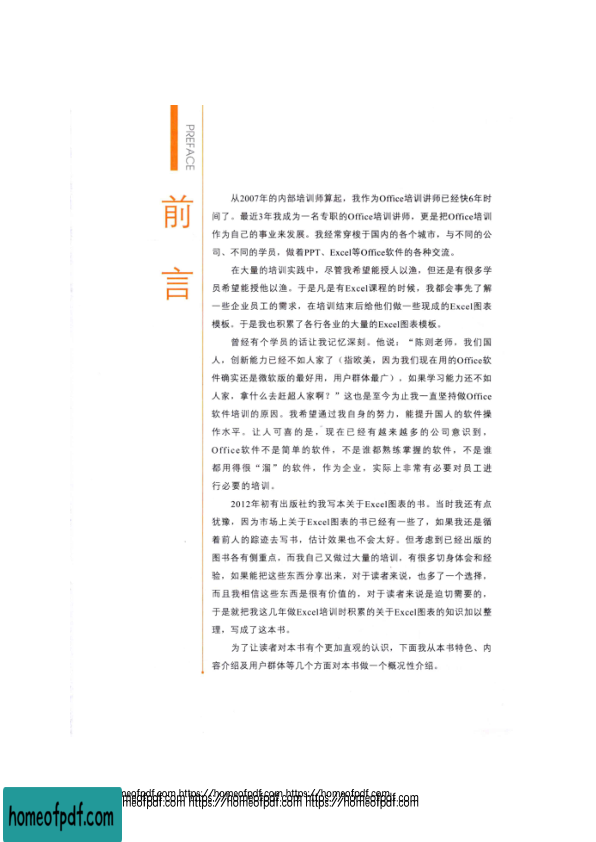 PREFACE
前
言
从2007年的内部培训师算起，我作为Office培训讲师已经快6年时
间了。最近3年我成为一名专职的Office培训讲师，更是把Office培训
作为自己的事业来发展。我经常穿梭于国内的各个城市，与不同的公
司、不同的学员，做着PPT、Excel等Office软件的各种交流。
在大量的培训实践中，尽管我希望能授人以渔，但还是有很多学
员希望能授他以渔。于是凡是有Excel课程的时候，我都会事先了解
一些企业员工的需求，在培训结束后给他们做一些现成的Excel图表
模板。于是我也积累了各行各业的大量的Excel图表模板。
曾经有个学员的话让我记忆深刻。他说：“陈则老师，我们国
人，创新能力已经不如人家了（指欧美，因为我们现在用的Office软
件确实还是微软版的最好用，用户群体最广），如果学习能力还不如
人家，拿什么去赶超人家啊？”这也是至今为止我一直坚持做Office
软件培训的原因。我希望通过我自身的努力，能提升国人的软件操
作水平。让人可喜的是，现在已经有越来越多的公司意识到，
Office软件不是简单的软件，不是谁都熟练掌握的软件，不是谁
都用得很“溜”的软件，作为企业，实际上非常有必要对员工进
行必要的培训。
2012年初有出版社约我写本关于Excel图表的书。当时我还有点
犹豫，因为市场上关于Excel图表的书已经有一些了，如果我还是循
着前人的踪迹去写书，估计效果也不会太好。但考虑到已经出版的
图书各有侧重点，而我自己又做过大量的培训，有很多切身体会和经
验，如果能把这些东西分享出来，对于读者来说，也多了一个选择，
而且我相信这些东西是很有价值的，对于读者来说是迫切需要的，
于是就把我这几年做Excel培训时积累的关于Excel图表的知识加以整
理，写成了这本书。
为了让读者对本书有个更加直观的认识，下面我从本书特色、内
容介绍及用户群体等几个方面对本书做一个概况性介绍。
homeofpdf.com https://homeofpdf.com https://homeofpdf.com
homeofpdf.com https://homeofpdf.com https://homeofpdf.com
homeofpdf.com